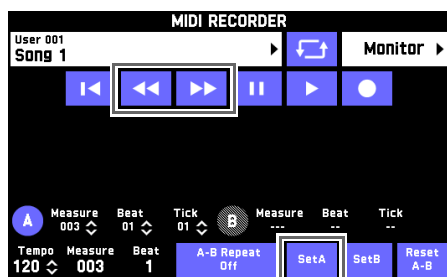 MIDI RECORDER
User 001
Song 1
Monitor
A Measure 003 Beat 01 Tick 01 B Measure --- Beat -- Tick --
Tempo 120 Measure 003 Beat 1
A-B Repeat Off
SetA
SetB
Reset A-B